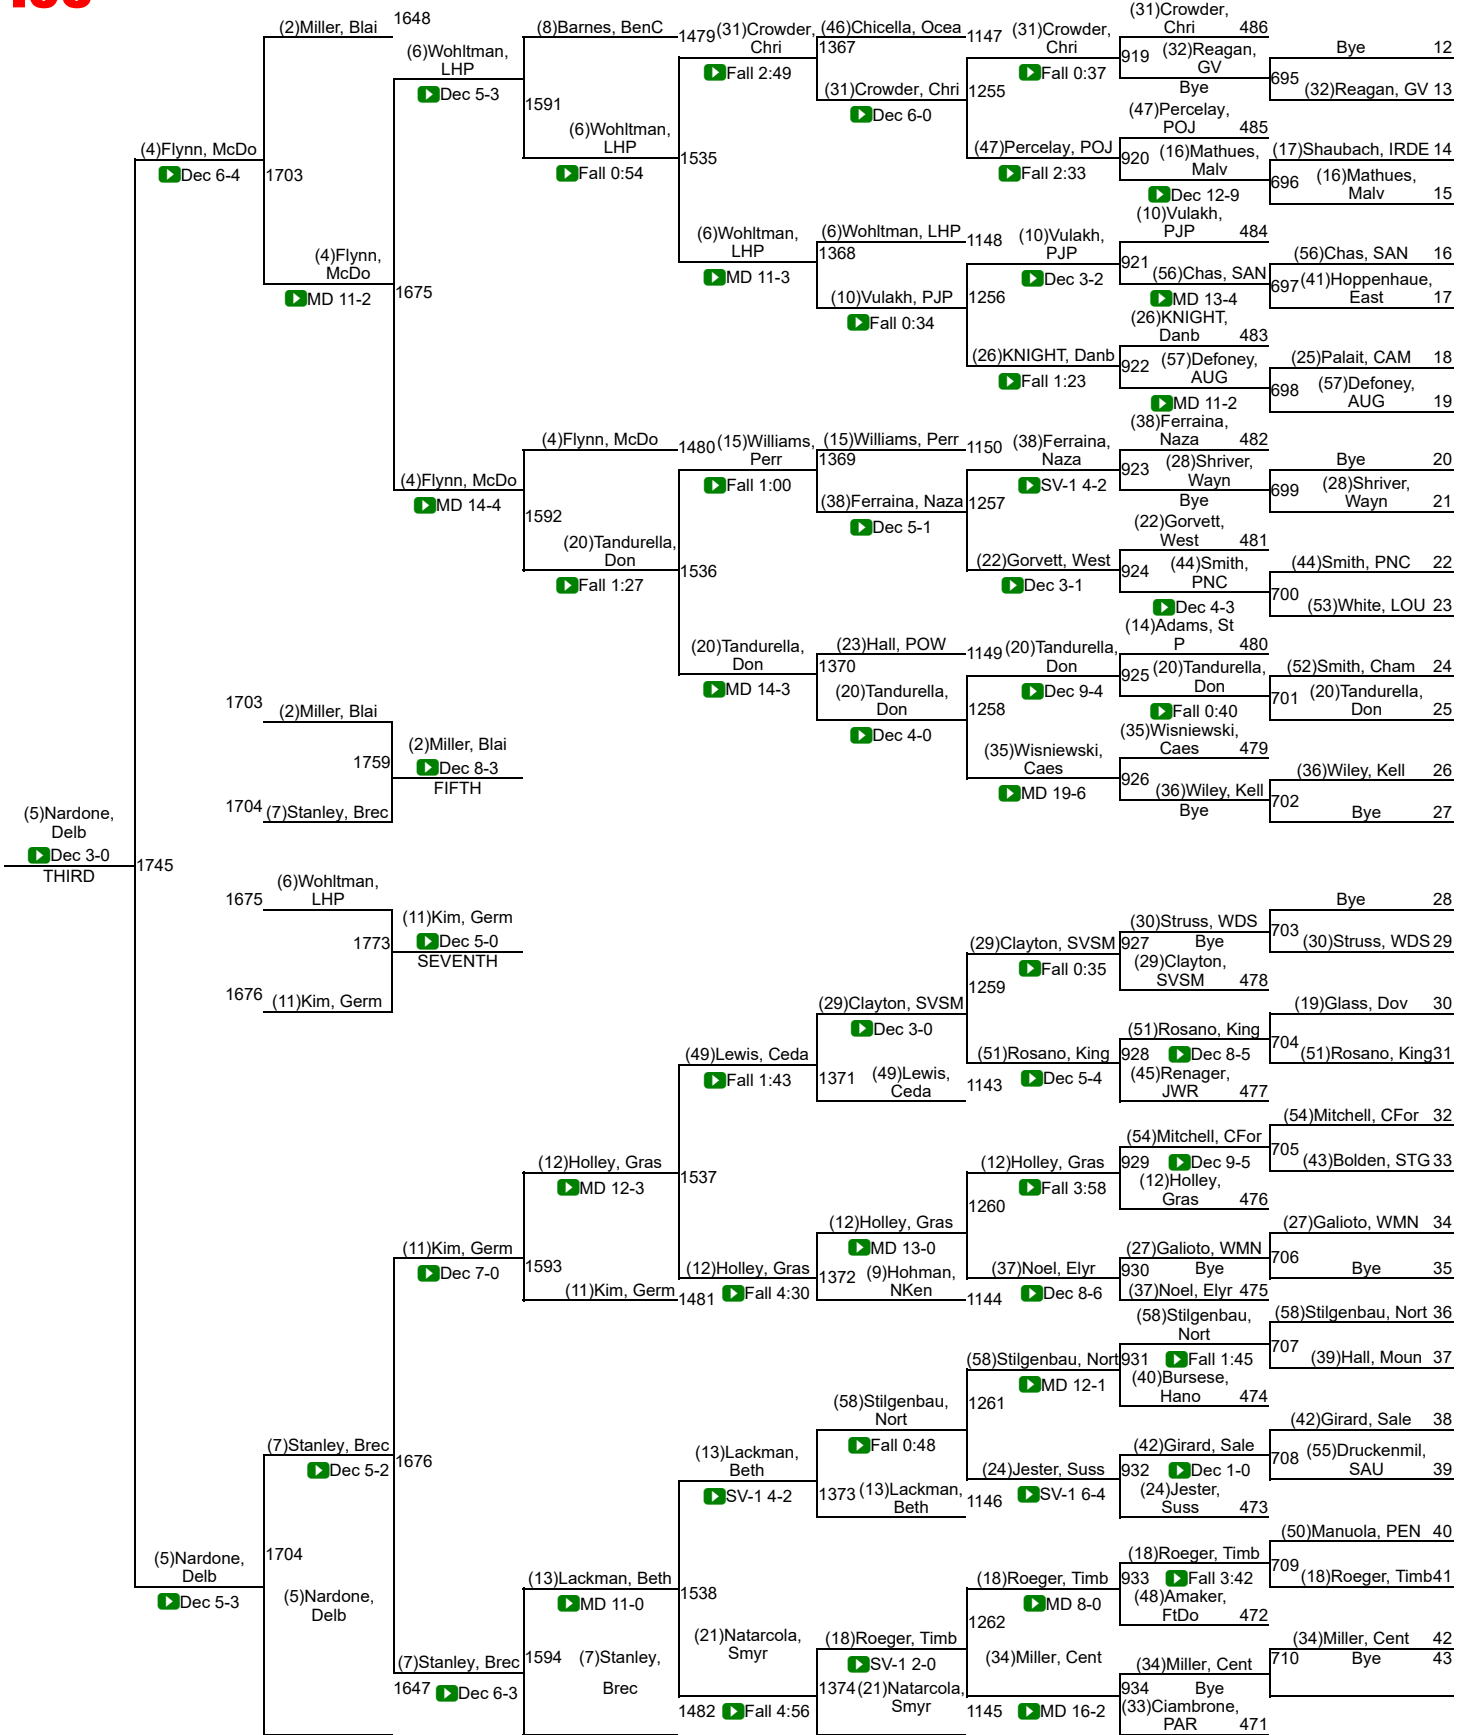 (2)Miller, Blai
1648
(6)Wohltman,
LHP
Dec 5-3
(4)Flynn, McDo
Dec 6-4
1703
(4)Flynn,
McDo
MD 11-2
1675
(8)Barnes, BenC
1479
1591
(6)Wohltman,
LHP
Fall 0:54
(31)Crowder,
Chri
Fall 2:49
1535
(6)Wohltman,
LHP
MD 11-3
(46)Chicella, Ocea
1147
1367
(31)Crowder, Chri
Dec 6-0
(31)Crowder,
Chri
Fall 0:37
1255
(47)Percelay, POJ
Fall 2:33
(31)Crowder,
Chri 486
919 (32)Reagan,
GV
Bye
Bye 12
695
(32)Reagan, GV 13
(47)Percelay,
POJ 485
920 (16)Mathues,
Malv
Dec 12-9
(17)Shaubach, IRDE 14
696 (16)Mathues,
Malv 15
(6)Wohltman, LHP
1148
1368
(10)Vulakh, PJP
Fall 0:34
(10)Vulakh,
PJP
Dec 3-2
1256
(26)KNIGHT, Danb
Fall 1:23
(10)Vulakh,
PJP 484
921
(56)Chas, SAN
MD 13-4
(56)Chas, SAN 16
697 (41)Hoppenhaue,
East 17
(26)KNIGHT,
Danb 483
922 (57)Defoney,
AUG
MD 11-2
(25)Palait, CAM 18
698 (57)Defoney,
AUG 19
(4)Flynn, McDo
MD 14-4
(4)Flynn, McDo
1480
1592
(20)Tandurella,
Don
Fall 1:27
(15)Williams,
Perr
Fall 1:00
1536
(20)Tandurella,
Don
MD 14-3
(15)Williams, Perr
1150
1369
(38)Ferraina, Naza
Dec 5-1
(38)Ferraina,
Naza
SV-1 4-2
1257
(22)Gorvett, West
Dec 3-1
(38)Ferraina,
Naza 482
923 (28)Shriver,
Wayn
Bye
Bye 20
699 (28)Shriver,
Wayn 21
(22)Gorvett,
West 481
924 (44)Smith,
PNC
Dec 4-3
(44)Smith, PNC 22
700
(53)White, LOU 23
(23)Hall, POW
1149
1370
(20)Tandurella,
Don
Dec 4-0
(20)Tandurella,
Don
Dec 9-4
1258
(35)Wisniewski,
Caes
MD 19-6
(14)Adams, St
P 480
925 (20)Tandurella,
Don
Fall 0:40
(52)Smith, Cham 24
701 (20)Tandurella,
Don 25
(35)Wisniewski,
Caes 479
926
(36)Wiley, Kell
Bye
(36)Wiley, Kell 26
702
Bye 27
1703
(2)Miller, Blai
1759
(2)Miller, Blai
Dec 8-3
FIFTH
1704
(7)Stanley, Brec
(5)Nardone,
Delb
Dec 3-0
THIRD
1745
1675
(6)Wohltman,
LHP
1773
(11)Kim, Germ
Dec 5-0
SEVENTH
1676
(11)Kim, Germ
(5)Nardone,
Delb
Dec 5-3
(7)Stanley, Brec
Dec 5-2
1704
(5)Nardone,
Delb
(11)Kim, Germ
Dec 7-0
1676
(7)Stanley, Brec
1647
Dec 6-3
(12)Holley, Gras
MD 12-3
1593
(11)Kim, Germ
1481
(49)Lewis, Ceda
Fall 1:43
1537
(12)Holley, Gras
Fall 4:30
(29)Clayton, SVSM
Dec 3-0
1371 (49)Lewis,
Ceda
1143
(29)Clayton, SVSM
Fall 0:35
1259
(51)Rosano, King
Dec 5-4
(30)Struss, WDS
927 Bye
(29)Clayton,
SVSM 478
Bye 28
703
(30)Struss, WDS 29
(51)Rosano, King
928 Dec 8-5
(45)Renager,
JWR 477
(19)Glass, Dov 30
704
(51)Rosano, King 31
(12)Holley, Gras
MD 13-0
1372 (9)Hohman,
NKen
1144
(12)Holley, Gras
Fall 3:58
1260
(37)Noel, Elyr
Dec 8-6
(54)Mitchell, CFor
929 Dec 9-5
(12)Holley,
Gras 476
(54)Mitchell, CFor 32
705
(43)Bolden, STG 33
(27)Galioto, WMN
930 Bye
(37)Noel, Elyr 475
(27)Galioto, WMN 34
706
Bye 35
(13)Lackman, Beth
MD 11-0
1594 (7)Stanley,
Brec
(13)Lackman,
Beth
SV-1 4-2
1538
(21)Natarcola,
Smyr
1482 Fall 4:56
(58)Stilgenbau,
Nort
Fall 0:48
1373 (13)Lackman,
Beth
1146
(58)Stilgenbau, Nort
MD 12-1
1261
(24)Jester, Suss
SV-1 6-4
(58)Stilgenbau,
Nort
931 Fall 1:45
(40)Bursese,
Hano 474
(58)Stilgenbau, Nort 36
707
(39)Hall, Moun 37
(42)Girard, Sale
932 Dec 1-0
(24)Jester,
Suss 473
(42)Girard, Sale 38
708 (55)Druckenmil,
SAU 39
(18)Roeger, Timb
SV-1 2-0
1374 (21)Natarcola,
Smyr
1145
(18)Roeger, Timb
MD 8-0
1262
(34)Miller, Cent
MD 16-2
(18)Roeger, Timb
933 Fall 3:42
(48)Amaker,
FtDo 472
(50)Manuola, PEN 40
709
(18)Roeger, Timb 41
(34)Miller, Cent
934 Bye
(33)Ciambrone,
PAR 471
(34)Miller, Cent 42
710 Bye 43